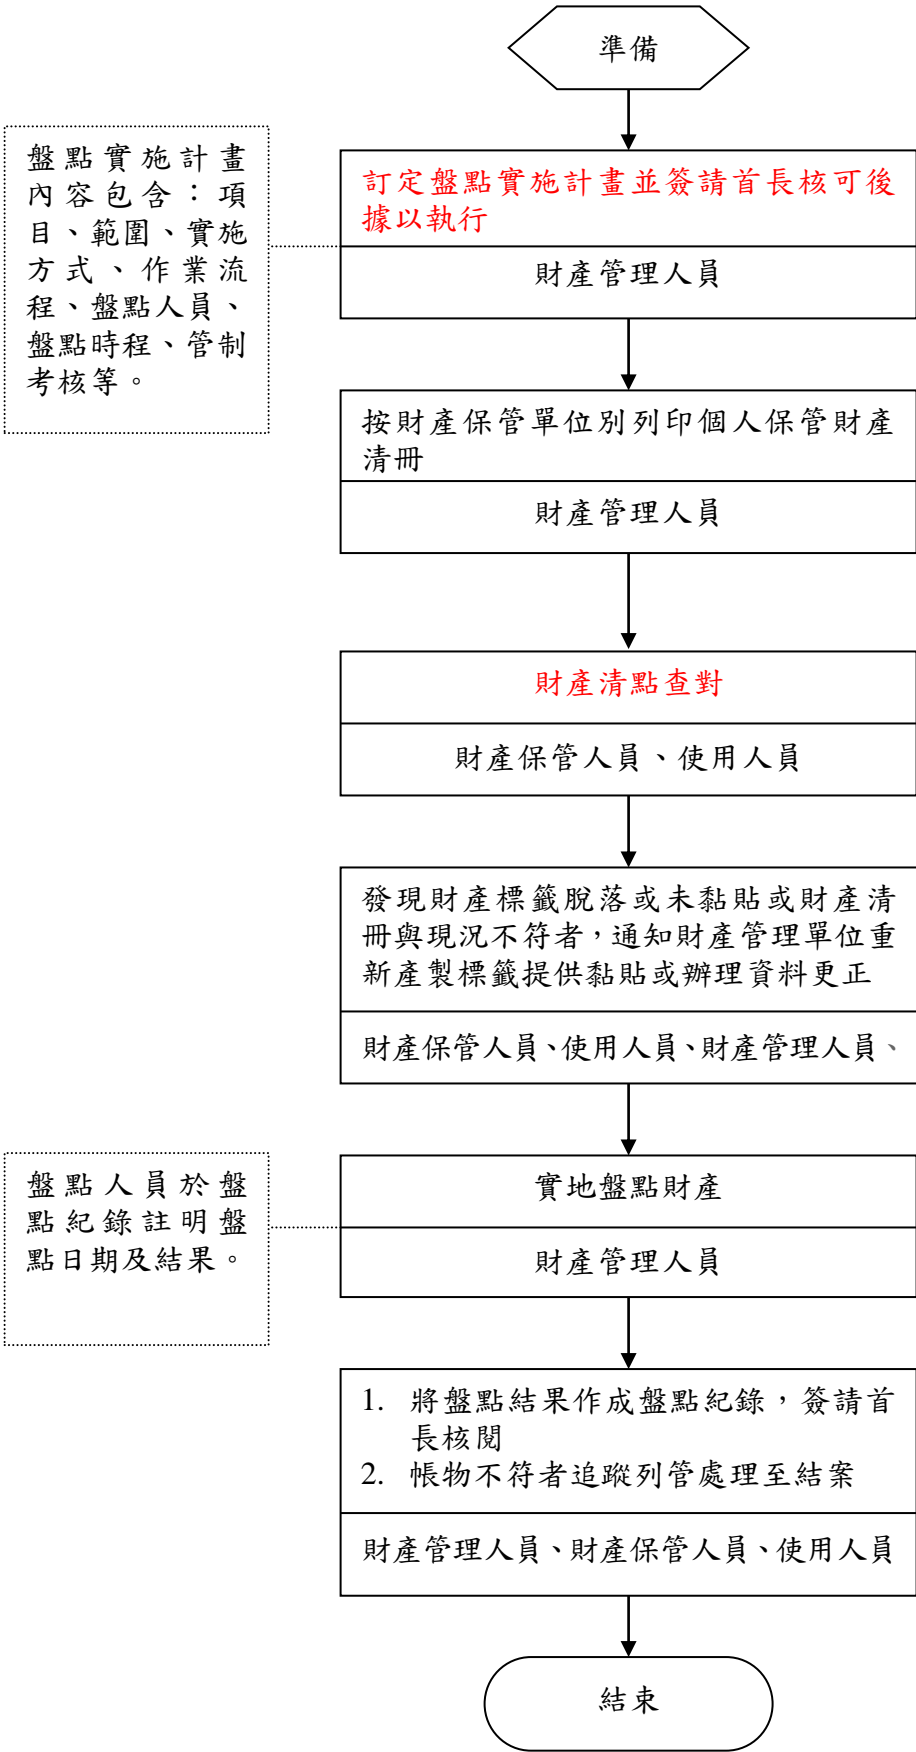 準備
盤點實施計畫
內容包含：項
目、範圍、實施
方式、作業流
程、盤點人員、
盤點時程、管制
考核等。
訂定盤點實施計畫並簽請首長核可後
據以執行
財產管理人員
按財產保管單位別列印個人保管財產
清冊
財產管理人員
財產清點查對
財產保管人員、使用人員
發現財產標籤脫落或未黏貼或財產清
冊與現況不符者，通知財產管理單位重
新產製標籤提供黏貼或辦理資料更正
財產保管人員、使用人員、財產管理人員、
盤點人員於盤
點紀錄註明盤
點日期及結果。
實地盤點財產
財產管理人員
1. 將盤點結果作成盤點紀錄，簽請首
長核閱
2. 帳物不符者追蹤列管處理至結案
財產管理人員、財產保管人員、使用人員
結束